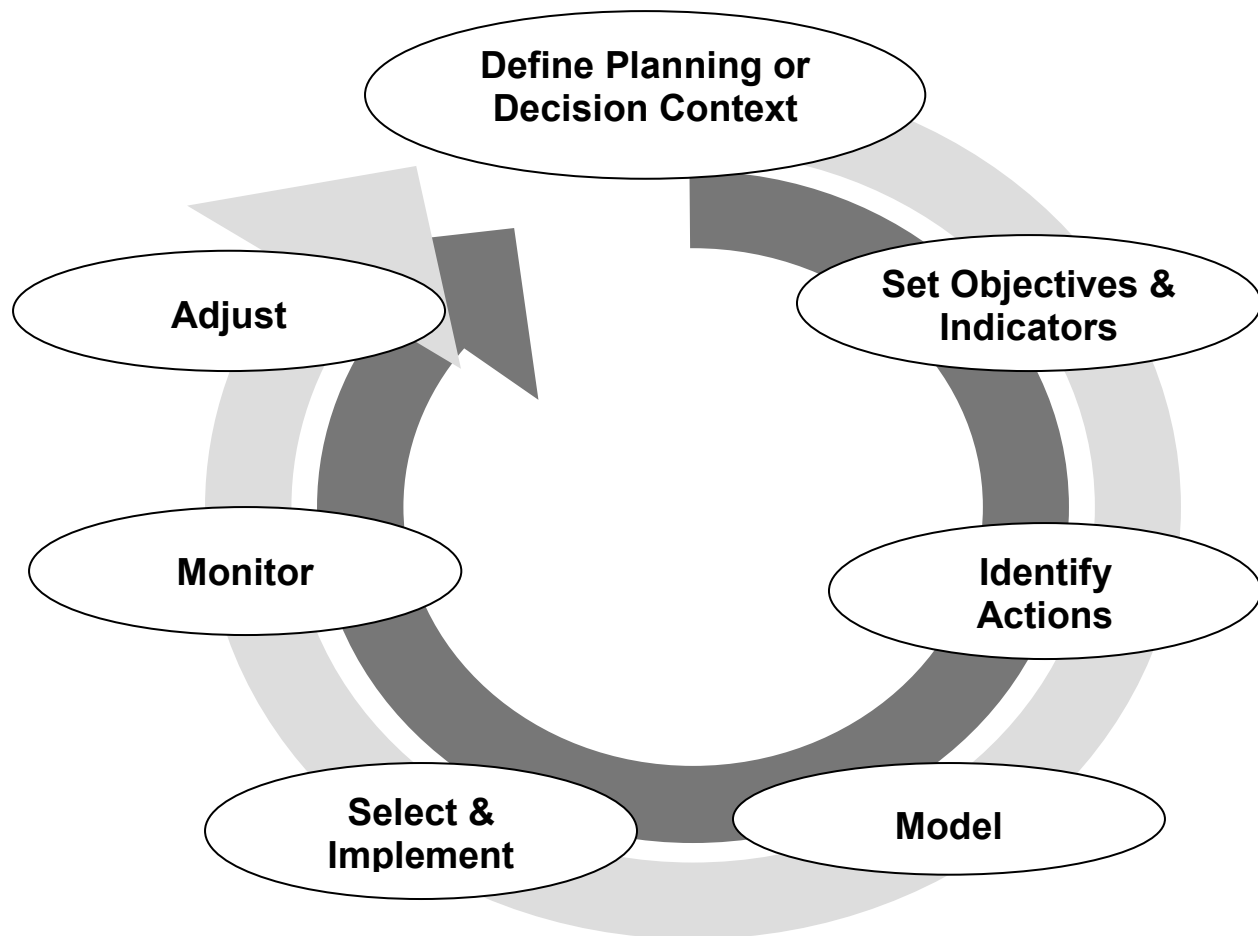 Define Planning or
Decision Context
Set Objectives &
Indicators
Identify
Actions
Model
Select &
Implement
Monitor
Adjust